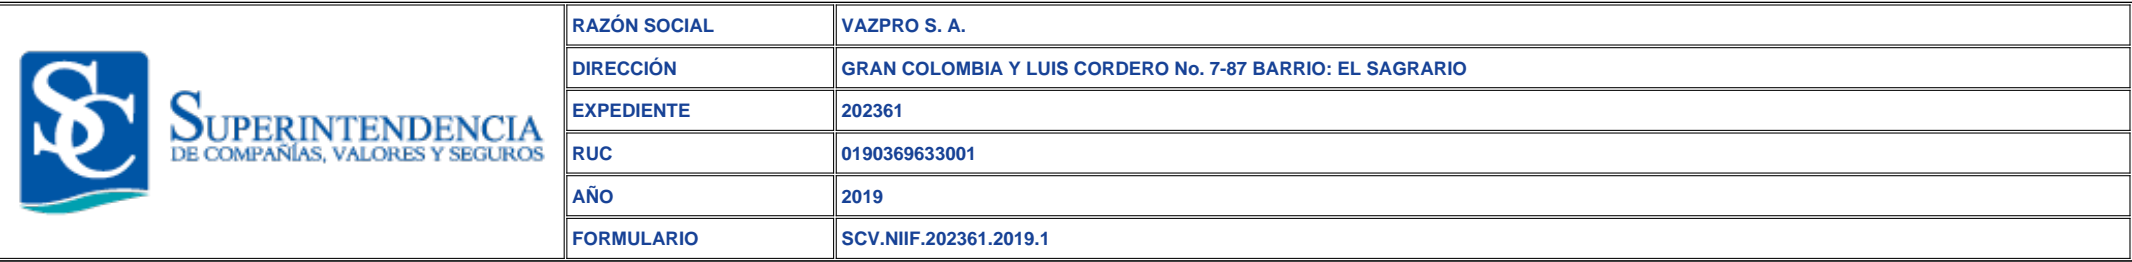 SC
SUPERINTENDENCIA
DE COMPAÑÍAS, VALORES Y SEGUROS
RAZÓN SOCIAL VAZPRO S. A.
DIRECCIÓN GRAN COLOMBIA Y LUIS CORDERO No. 7-87 BARRIO: EL SAGRARIO
EXPEDIENTE 202361
RUC 0190369633001
AÑO 2019
FORMULARIO SCV.NIIF.202361.2019.1